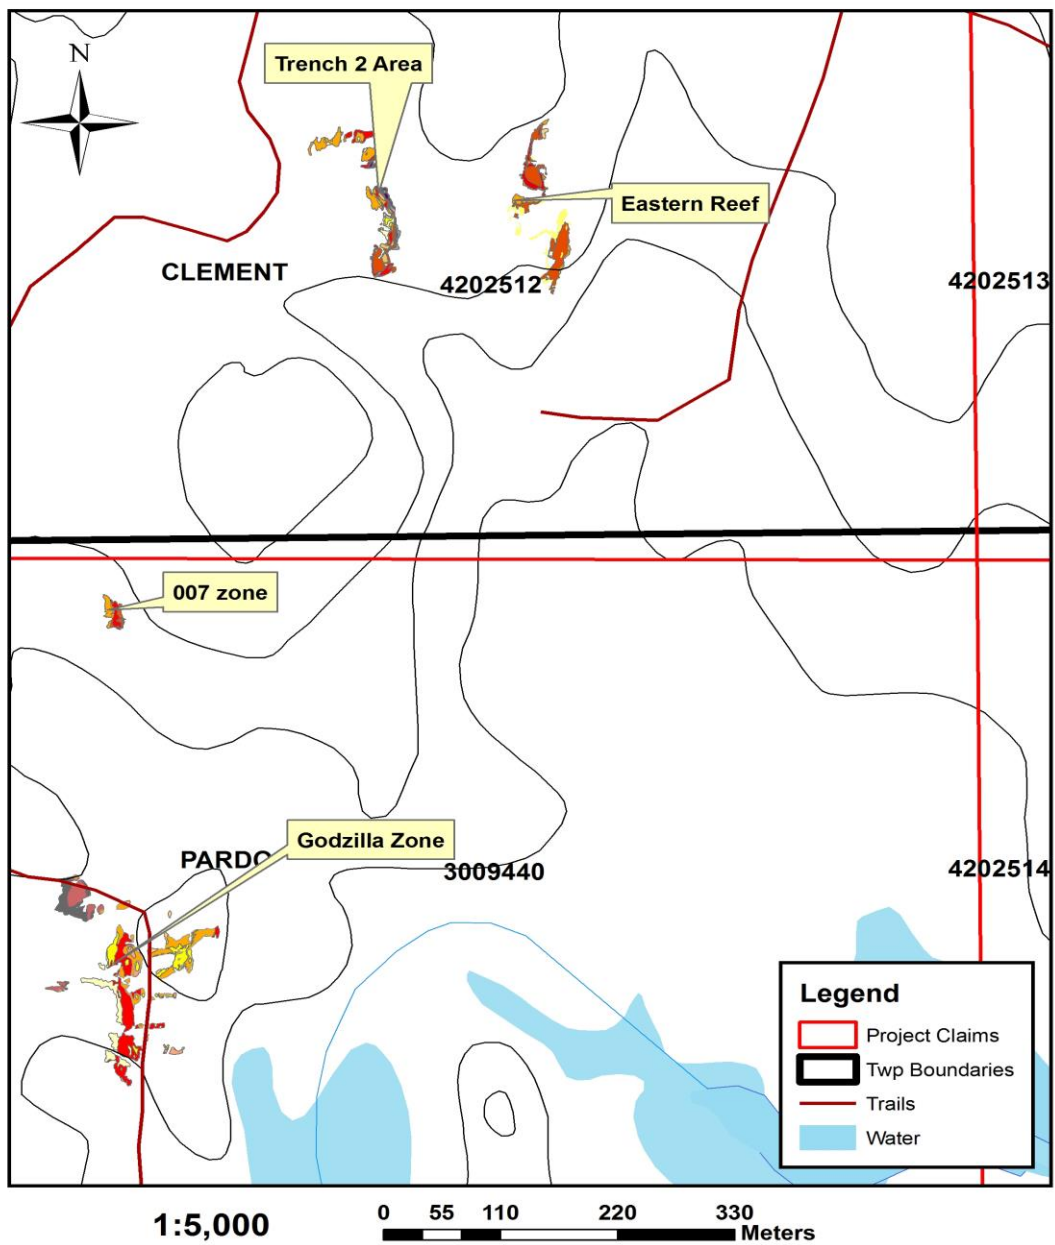 N
Trench 2 Area
Eastern Reef
CLEMENT
4202512
4202513
007 zone
Godzilla Zone
PARDO
3009440
4202514
Legend
Project Claims
Twp Boundaries
Trails
Water
1:5,000
0 55 110 220 330
Meters